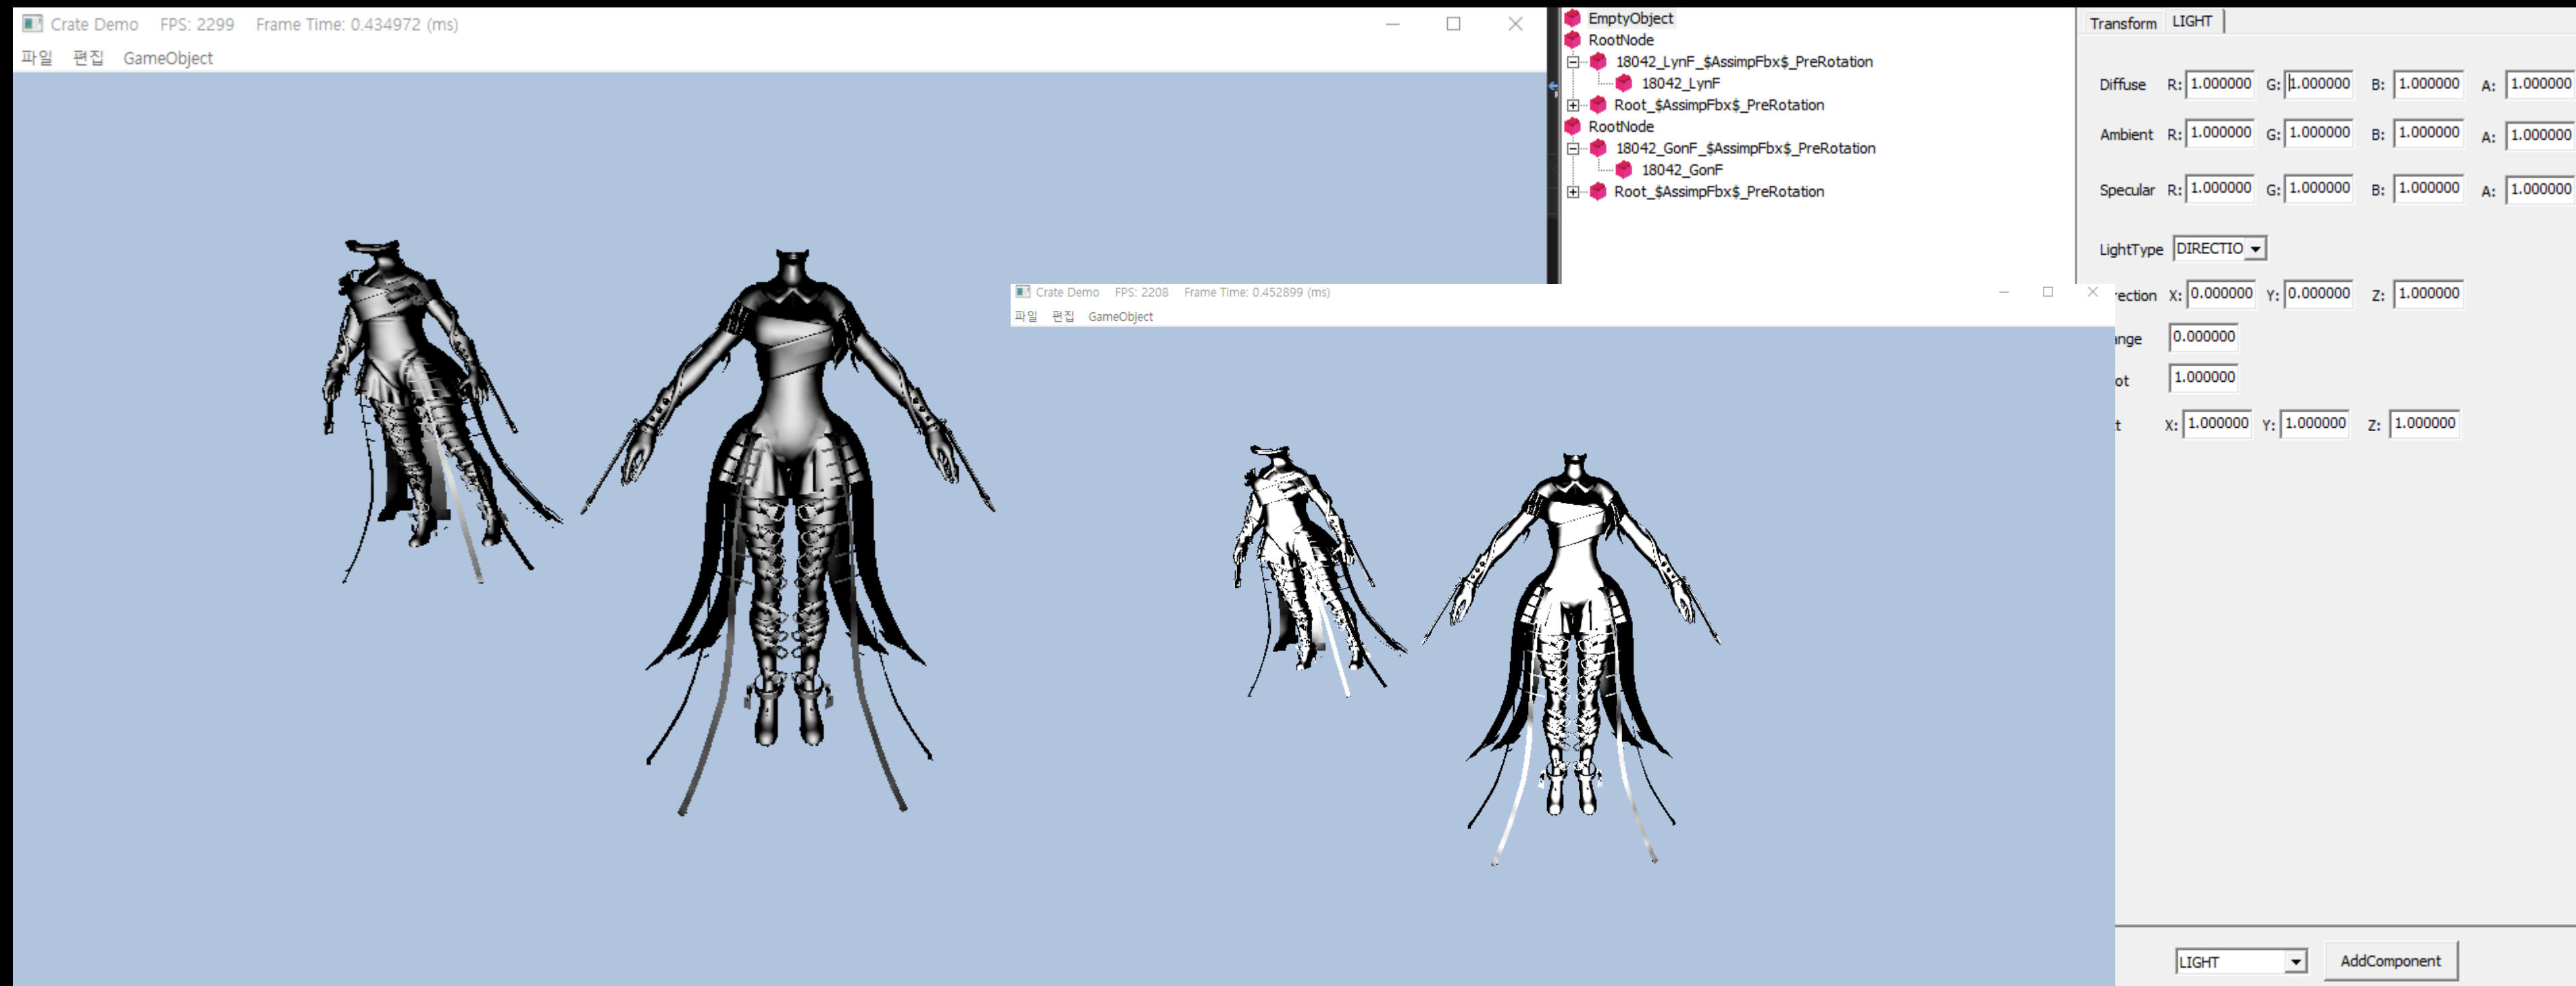 Crate Demo FPS: 2299 Frame Time: 0.434972 (ms)
파일 편집 GameObject
Crate Demo FPS: 2208 Frame Time: 0.452899 (ms)
파일 편집 GameObject
EmptyObject
RootNode
18042_LynF_$AssimpFbx$_PreRotation
18042_LynF
Root_$AssimpFbx$_PreRotation
RootNode
18042_GonF_$AssimpFbx$_PreRotation
18042_GonF
Root_$AssimpFbx$_PreRotation
Transform LIGHT
Diffuse R: 1.000000 G: 1.000000 B: 1.000000 A: 1.000000
Ambient R: 1.000000 G: 1.000000 B: 1.000000 A: 1.000000
Specular R: 1.000000 G: 1.000000 B: 1.000000 A: 1.000000
LightType DIRECTIO
rection X: 0.000000 Y: 0.000000 Z: 1.000000
ange 0.000000
ot 1.000000
t X: 1.000000 Y: 1.000000 Z: 1.000000
LIGHT AddComponent